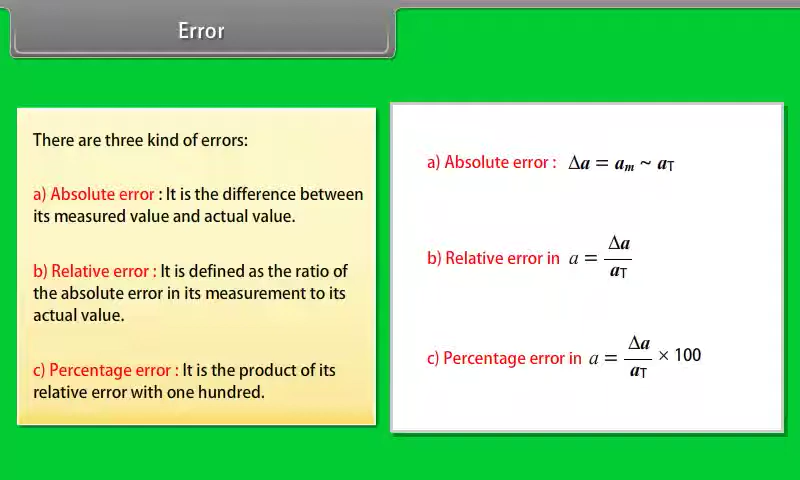 Error
There are three kind of errors:
a) Absolute error : It is the difference between
its measured value and actual value.
b) Relative error : It is defined as the ratio of
the absolute error in its measurement to its
actual value.
c) Percentage error : It is the product of its
relative error with one hundred.
a) Absolute error : Δa = aₘ ~ a_T
b) Relative error in a = Δa / a_T
c) Percentage error in a = Δa / a_T × 100